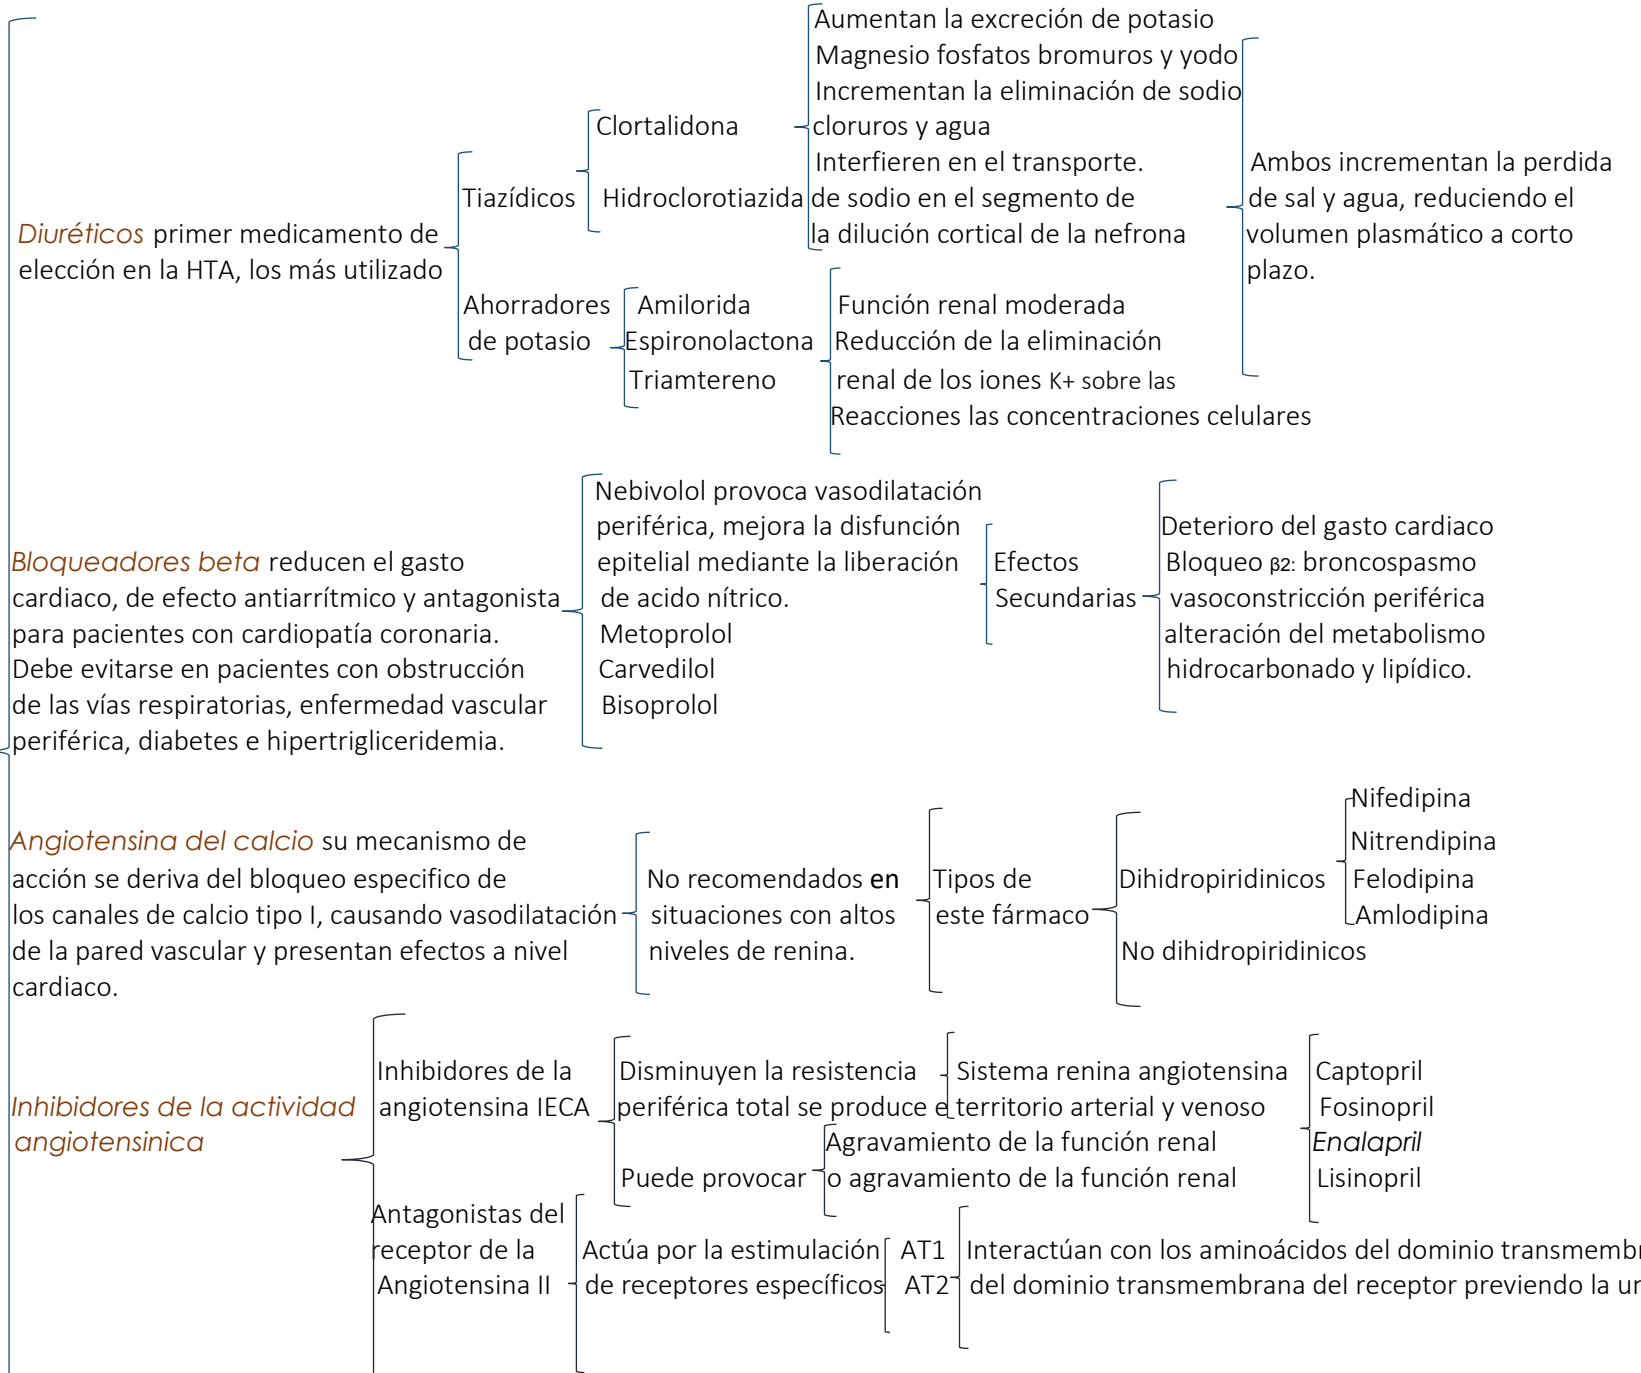 Diuréticos primer medicamento de
elección en la HTA, los más utilizado
Tiazídicos
Clortalidona
Hidroclorotiazida
Aumentan la excreción de potasio
Magnesio fosfatos bromuros y yodo
Incrementan la eliminación de sodio
cloruros y agua
Interfieren en el transporte.
de sodio en el segmento de
la dilución cortical de la nefrona
Ahorradores
de potasio
Amilorida
Espironolactona
Triamtereno
Función renal moderada
Reducción de la eliminación
renal de los iones K+ sobre las
Reacciones las concentraciones celulares
Ambos incrementan la perdida
de sal y agua, reduciendo el
volumen plasmático a corto
plazo.
Bloqueadores beta reducen el gasto
cardiaco, de efecto antiarrítmico y antagonista
para pacientes con cardiopatía coronaria.
Debe evitarse en pacientes con obstrucción
de las vías respiratorias, enfermedad vascular
periférica, diabetes e hipertrigliceridemia.
Nebivolol provoca vasodilatación
periférica, mejora la disfunción
epitelial mediante la liberación
de acido nítrico.
Metoprolol
Carvedilol
Bisoprolol
Efectos
Secundarias
Deterioro del gasto cardiaco
Bloqueo β2: broncospasmo
vasoconstricción periférica
alteración del metabolismo
hidrocarbonado y lipídico.
Angiotensina del calcio su mecanismo de
acción se deriva del bloqueo especifico de
los canales de calcio tipo I, causando vasodilatación
de la pared vascular y presentan efectos a nivel
cardiaco.
No recomendados en
situaciones con altos
niveles de renina.
Tipos de
este fármaco
Dihidropiridinicos
Nifedipina
Nitrendipina
Felodipina
Amlodipina
No dihidropiridinicos
Inhibidores de la actividad
angiotensinica
Inhibidores de la
angiotensina IECA
Disminuyen la resistencia
periférica total se produce e
Sistema renina angiotensina
territorio arterial y venoso
Puede provocar
Agravamiento de la función renal
o agravamiento de la función renal
Captopril
Fosinopril
Enalapril
Lisinopril
Antagonistas del
receptor de la
Angiotensina II
Actúa por la estimulación
de receptores específicos
AT1
AT2
Interactúan con los aminoácidos del dominio
del dominio transmembrana del receptor previendo la